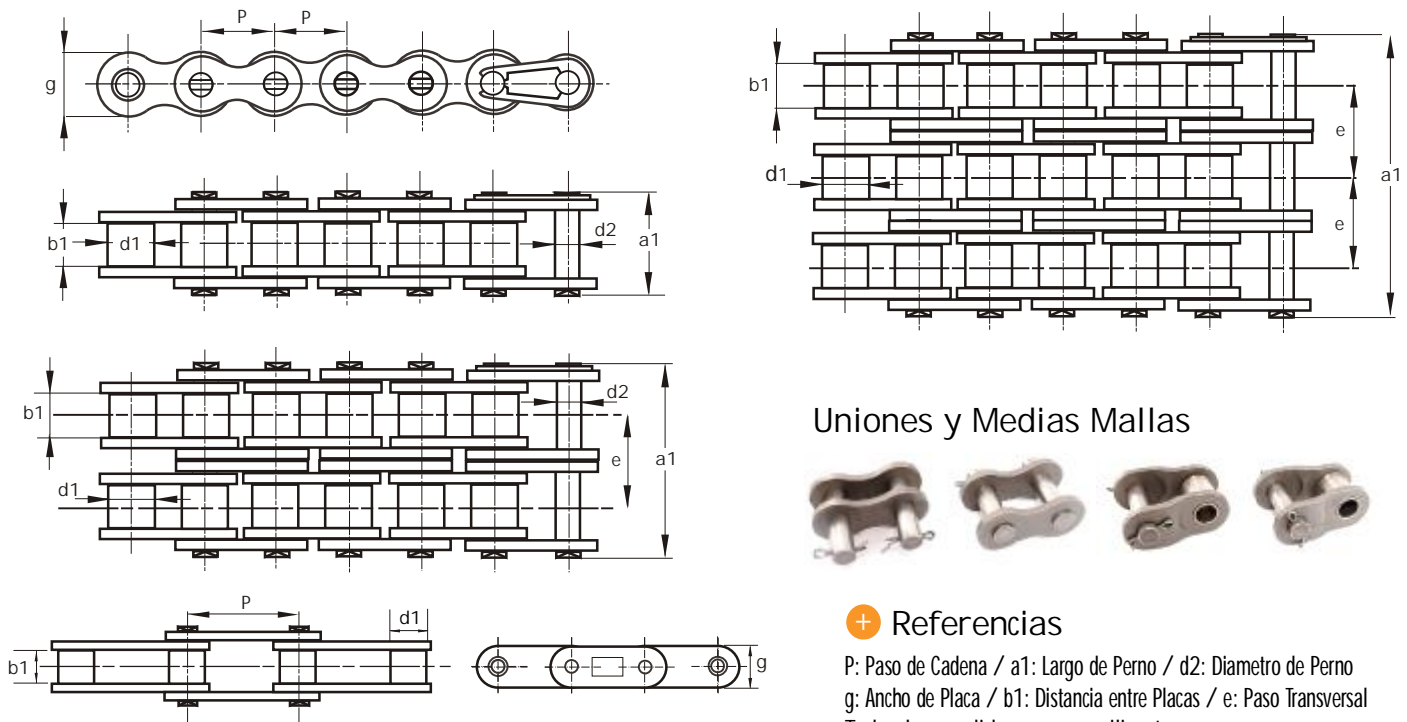 P P
g
b1 d1 d2 a1
b1 d2
e a1
d1
P d1
b1 g
b1
e
d1 a1
e
Uniones y Medias Mallas
+ Referencias
P: Paso de Cadena / a1: Largo de Perno / d2: Diametro de Perno
g: Ancho de Placa / b1: Distancia entre Placas / e: Paso Transversal